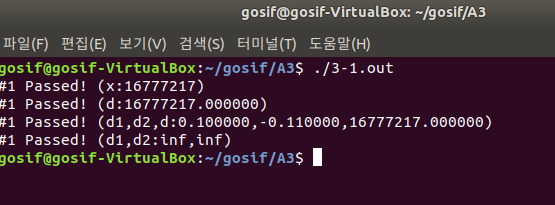 gosif@gosif-VirtualBox: ~/gosif/A3
파일(F) 편집(E) 보기(V) 검색(S) 터미널(T) 도움말(H)
gosif@gosif-VirtualBox:~/gosif/A3$ ./3-1.out
#1 Passed! (x:16777217)
#1 Passed! (d:16777217.000000)
#1 Passed! (d1,d2,d:0.100000,-0.110000,16777217.000000)
#1 Passed! (d1,d2:inf,inf)
gosif@gosif-VirtualBox:~/gosif/A3$